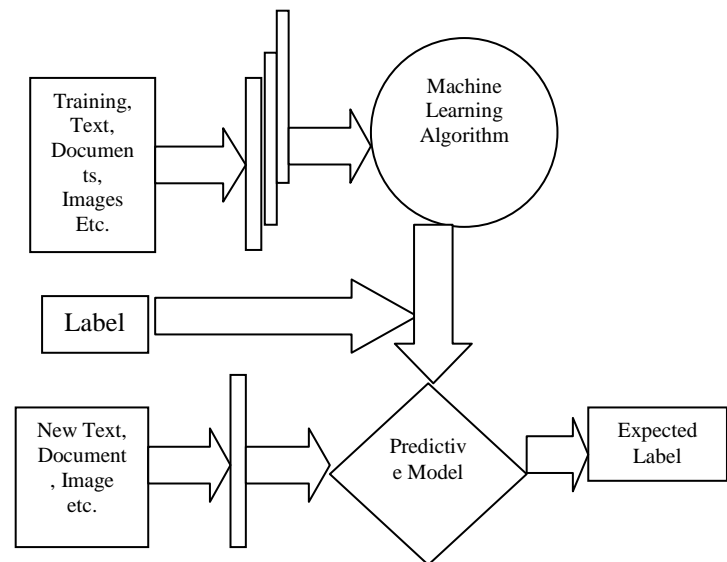 Training,
Text,
Documen
ts,
Images
Etc.
Machine
Learning
Algorithm
Label
New Text,
Document
, Image
etc.
Predictiv
e Model
Expected
Label